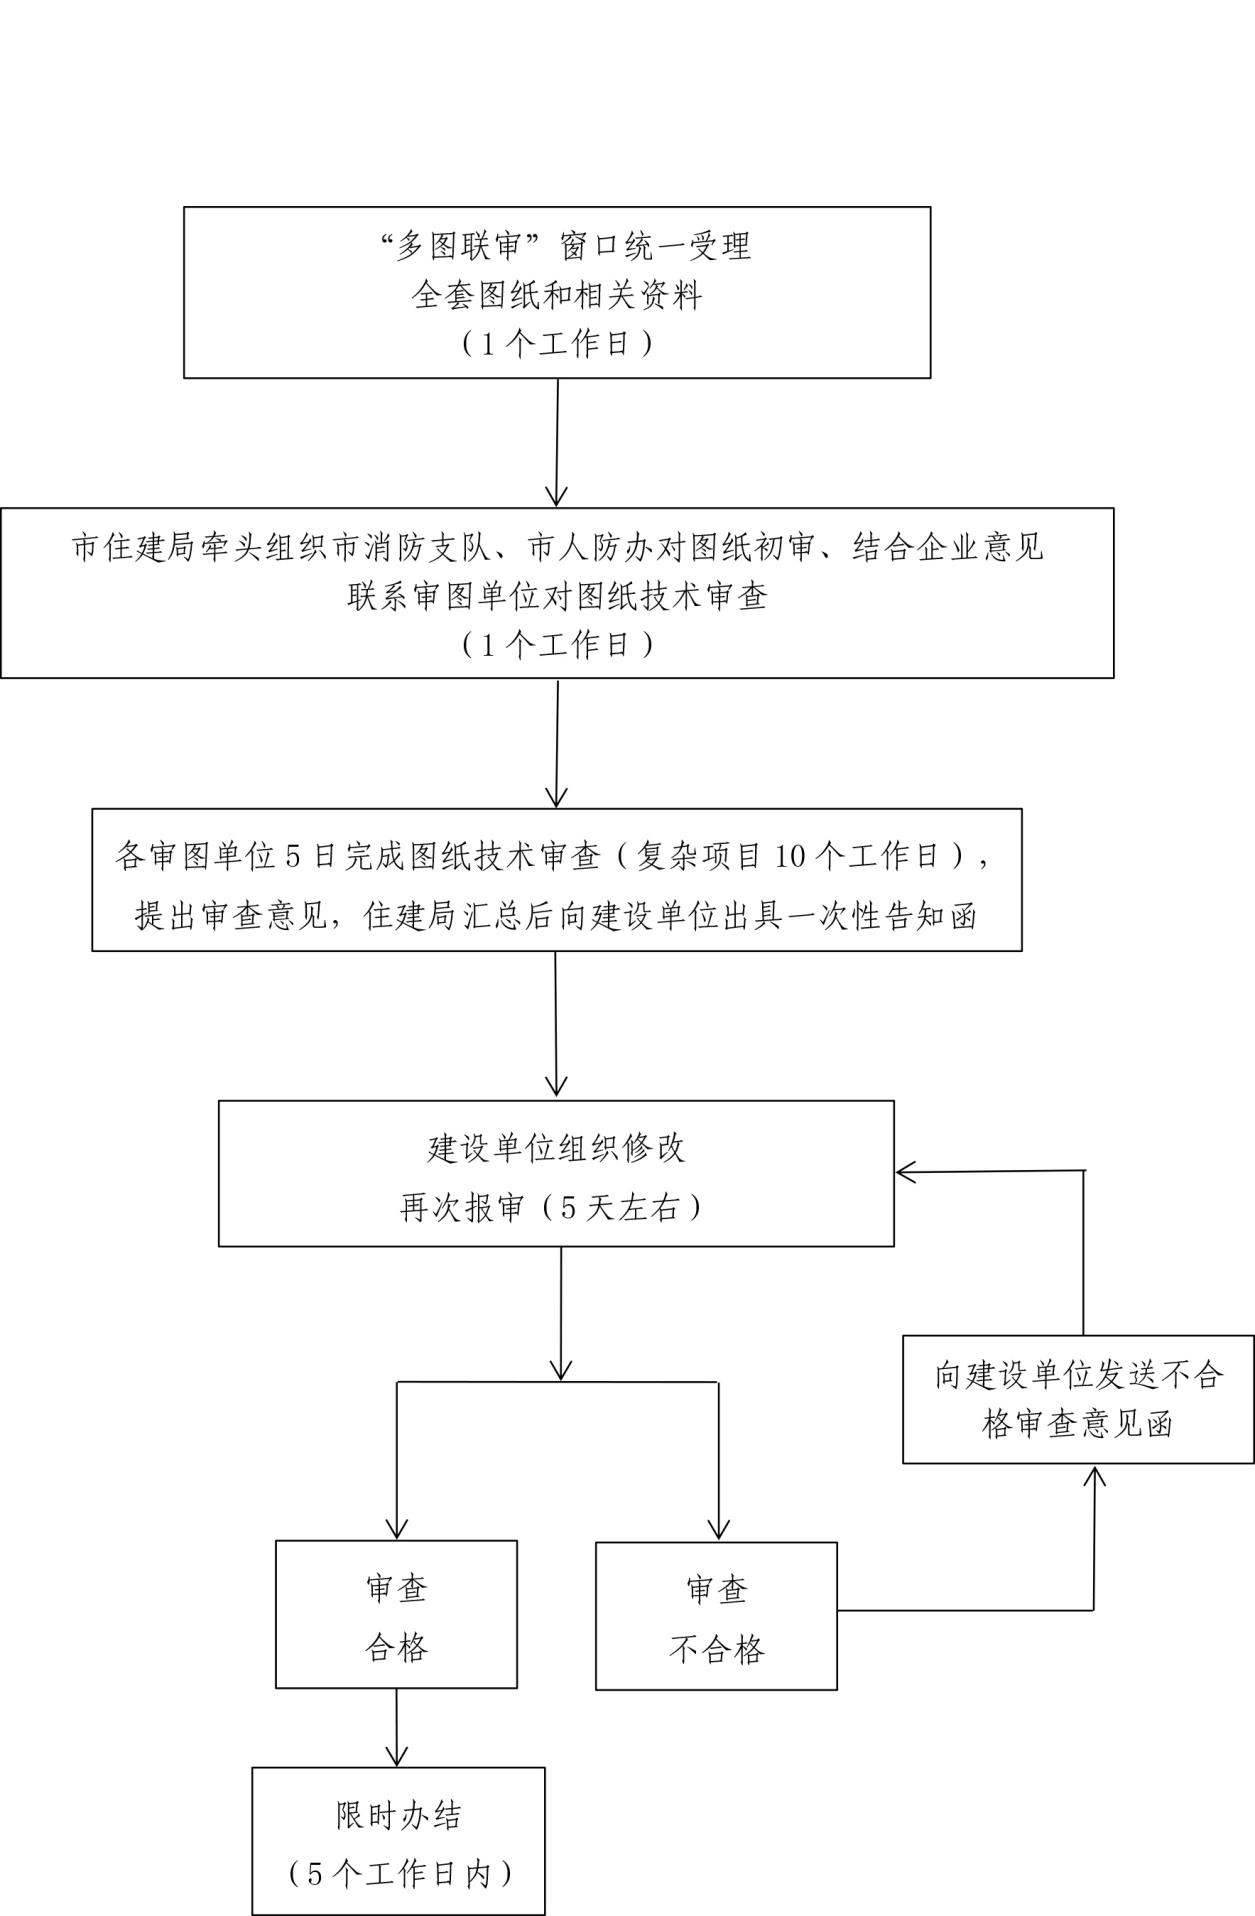 “多图联审”窗口统一受理
全套图纸和相关资料
（1个工作日）
市住建局牵头组织市消防支队、市人防办对图纸初审、结合企业意见
联系审图单位对图纸技术审查
（1个工作日）
各审图单位5日完成图纸技术审查（复杂项目10个工作日），
提出审查意见，住建局汇总后向建设单位出具一次性告知函
建设单位组织修改
再次报审（5天左右）
向建设单位发送不合
格审查意见函
审查
合格
审查
不合格
限时办结
（5个工作日内）